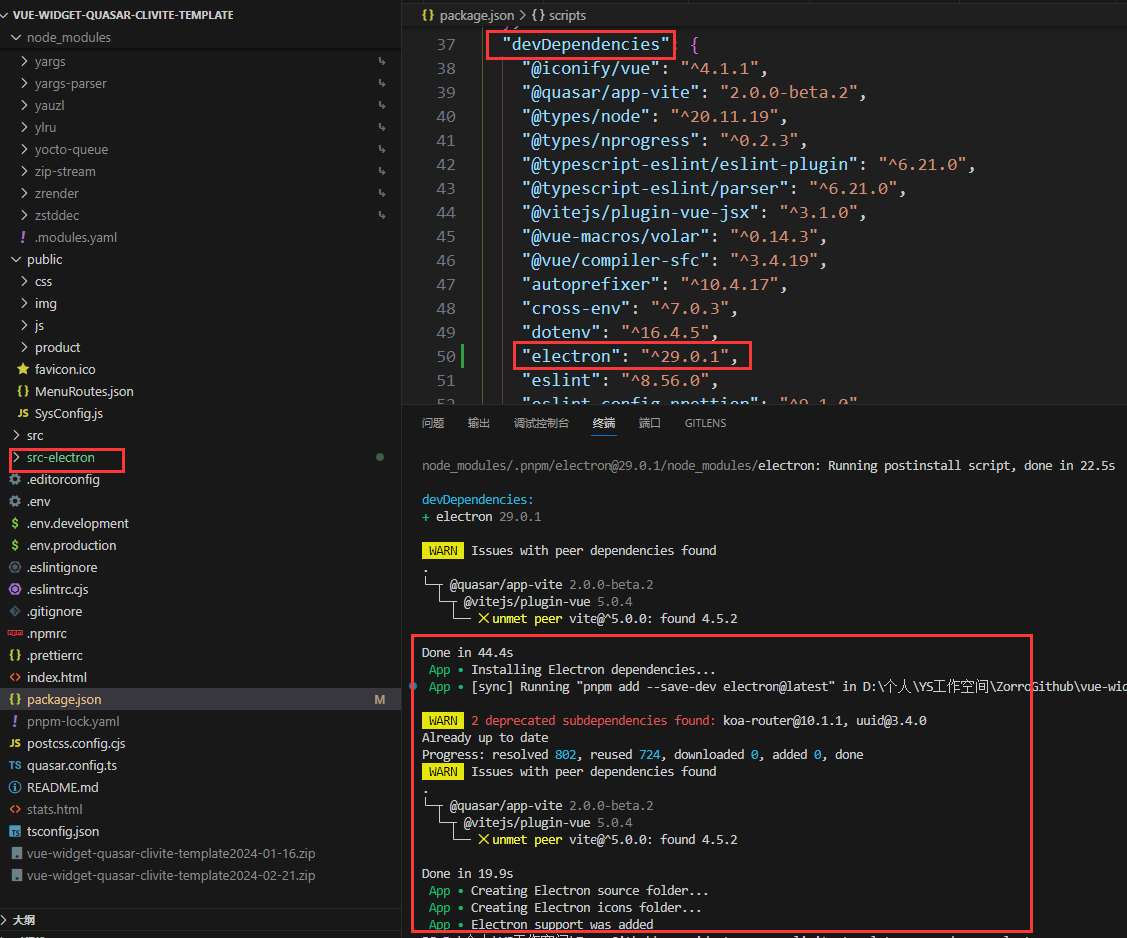 VUE-WIDGET-QUASAR-CLIVITE-TEMPLATE
node_modules
yargs
yargs-parser
yauzl
ylru
yocto-queue
zip-stream
zrender
zstddec
.modules.yaml
public
css
img
js
product
favicon.ico
MenuRoutes.json
SysConfig.js
src
src-electron
.editorconfig
.env
.env.development
.env.production
.eslintignore
.eslintrc.cjs
.gitignore
.npmrc
.prettierrc
index.html
package.json M
pnpm-lock.yaml
postcss.config.cjs
quasar.config.ts
README.md
stats.html
tsconfig.json
vue-widget-quasar-clivite-template2024-01-16.zip
vue-widget-quasar-clivite-template2024-02-21.zip
大纲
package.json > {} scripts
37 "devDependencies": {
38 "@iconify/vue": "^4.1.1",
39 "@quasar/app-vite": "2.0.0-beta.2",
40 "@types/node": "^20.11.19",
41 "@types/nprogress": "^0.2.3",
42 "@typescript-eslint/eslint-plugin": "^6.21.0",
43 "@typescript-eslint/parser": "^6.21.0",
44 "@vitejs/plugin-vue-jsx": "^3.1.0",
45 "@vue-macros/volar": "^0.14.3",
46 "@vue/compiler-sfc": "^3.4.19",
47 "autoprefixer": "^10.4.17",
48 "cross-env": "^7.0.3",
49 "dotenv": "^16.4.5",
50 "electron": "^29.0.1",
51 "eslint": "^8.56.0",
52 "eslint-config-prettier": "^9.1.0"
问题 输出 调试控制台 终端 端口 GITLENS
node_modules/.pnpm/electron@29.0.1/node_modules/electron: Running postinstall script, done in 22.5s
devDependencies:
+ electron 29.0.1
WARN Issues with peer dependencies found
.
└─┬ @quasar/app-vite 2.0.0-beta.2
└─┬ @vitejs/plugin-vue 5.0.4
└── ✕ unmet peer vite@^5.0.0: found 4.5.2
Done in 44.4s
App • Installing Electron dependencies...
App • [sync] Running "pnpm add --save-dev electron@latest" in D:\个人\YS工作空间\ZorroGithub\vue-wid
WARN 2 deprecated subdependencies found: koa-router@10.1.1, uuid@3.4.0
Already up to date
Progress: resolved 802, reused 724, downloaded 0, added 0, done
WARN Issues with peer dependencies found
.
└─┬ @quasar/app-vite 2.0.0-beta.2
└─┬ @vitejs/plugin-vue 5.0.4
└── ✕ unmet peer vite@^5.0.0: found 4.5.2
Done in 19.9s
App • Creating Electron source folder...
App • Creating Electron icons folder...
App • Electron support was added